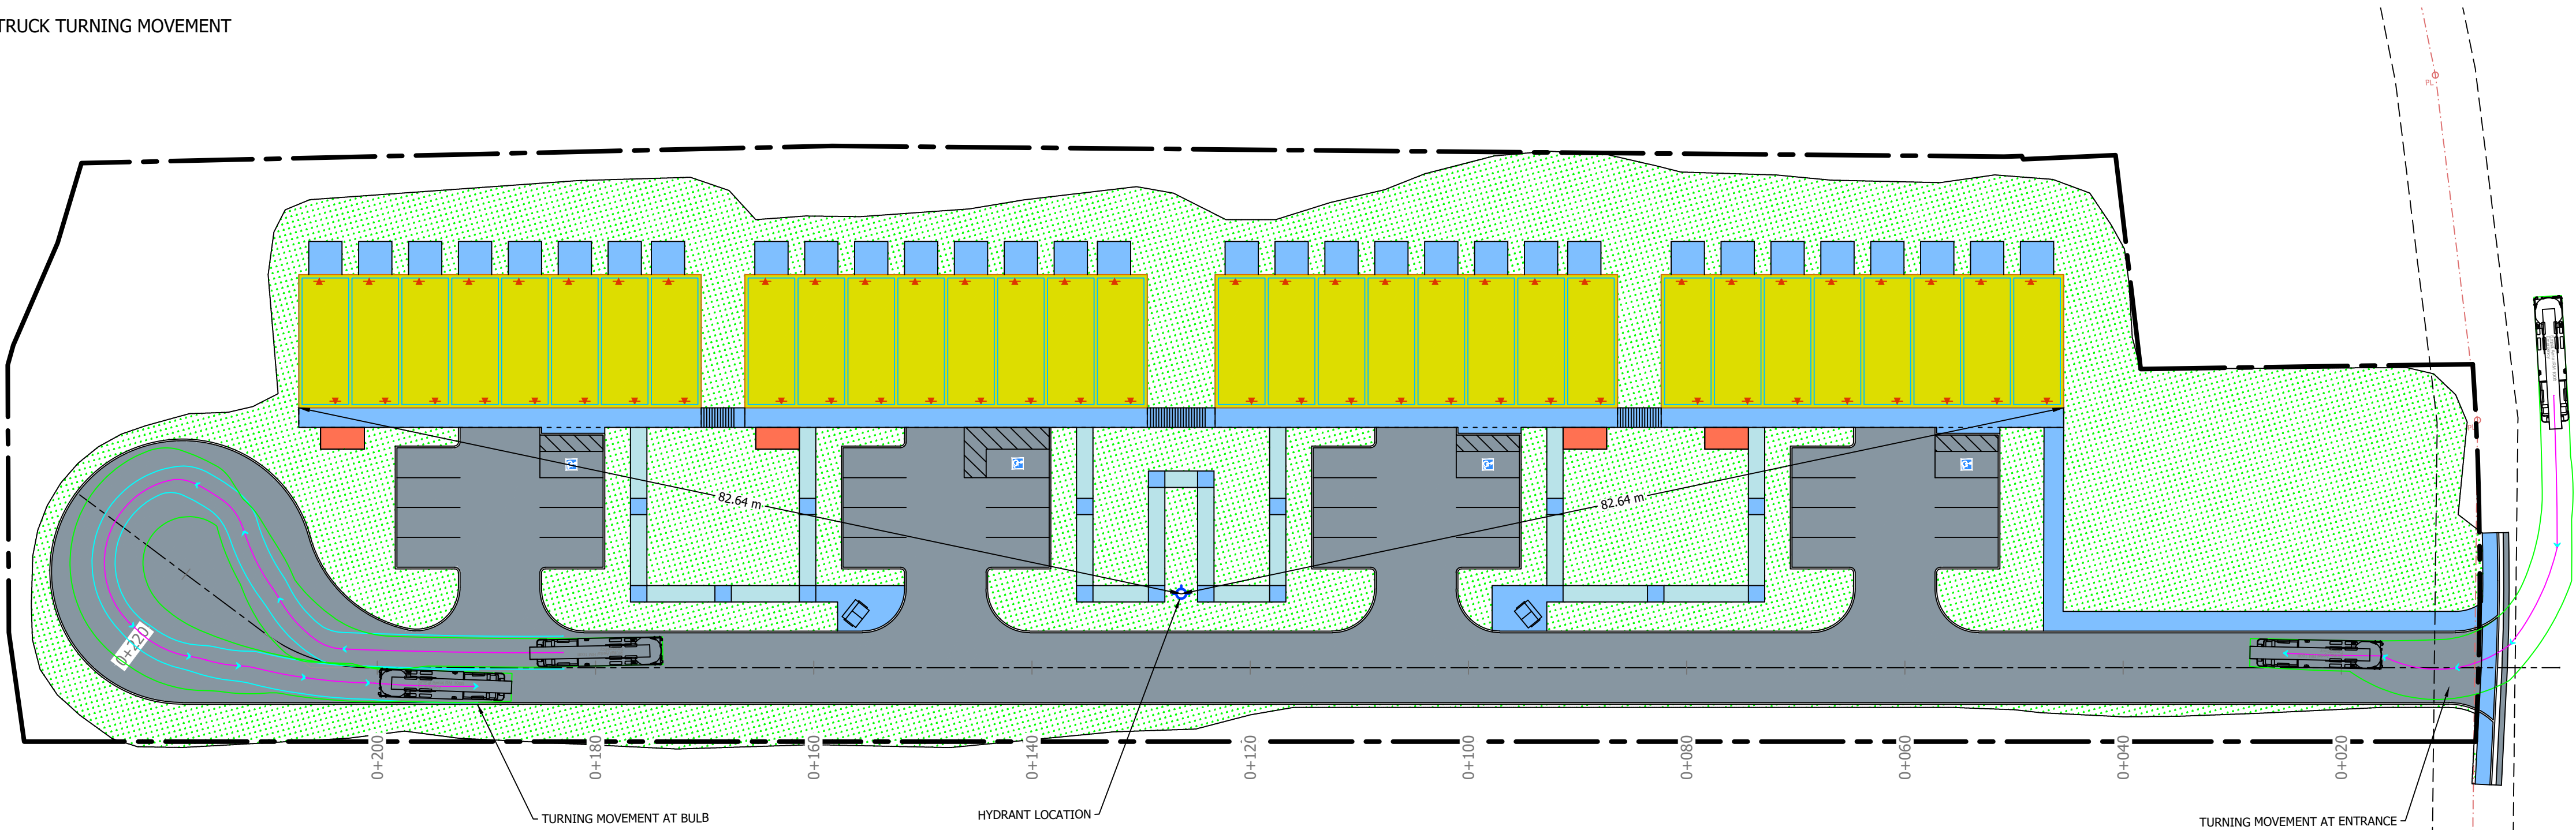 TRUCK TURNING MOVEMENT
PL
82.64 m
82.64 m
0+220
0+200
0+180
0+160
0+140
0+120
0+100
0+080
0+060
0+040
0+020
TURNING MOVEMENT AT BULB
HYDRANT LOCATION
TURNING MOVEMENT AT ENTRANCE